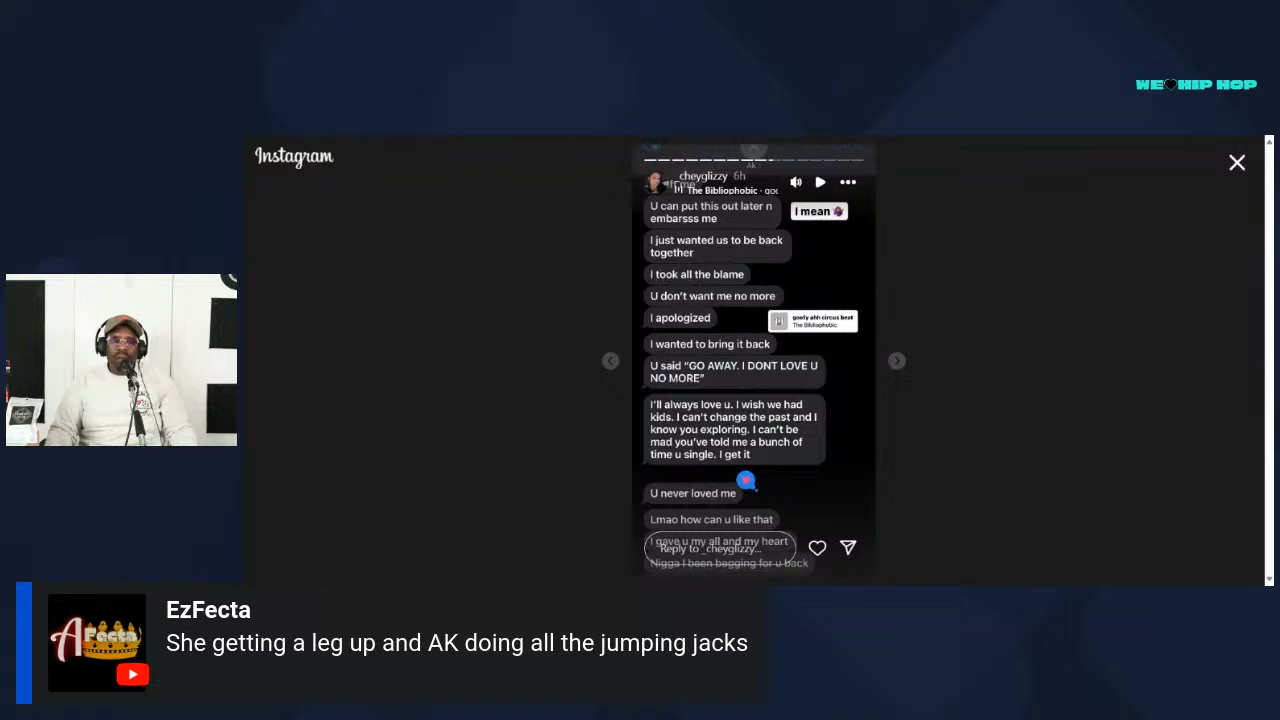 WE HIP HOP
Instagram
Ak
cheyglizzy 6h
The Bibliophobic · goo
U can put this out later n
embarsss me
I mean
I just wanted us to be back
together
I took all the blame
U don't want me no more
I apologized
goofy ahh circus beat
The Bibliophobic
I wanted to bring it back
U said “GO AWAY. I DONT LOVE U
NO MORE”
I'll always love u. I wish we had
kids. I can't change the past and I
know you exploring. I can't be
mad you've told me a bunch of
time u single. I get it
U never loved me
Lmao how can u like that
I gave u my all and my heart
Reply to _cheyglizzy...
Nigga I been begging for u back
EzFecta
AFecta
She getting a leg up and AK doing all the jumping jacks